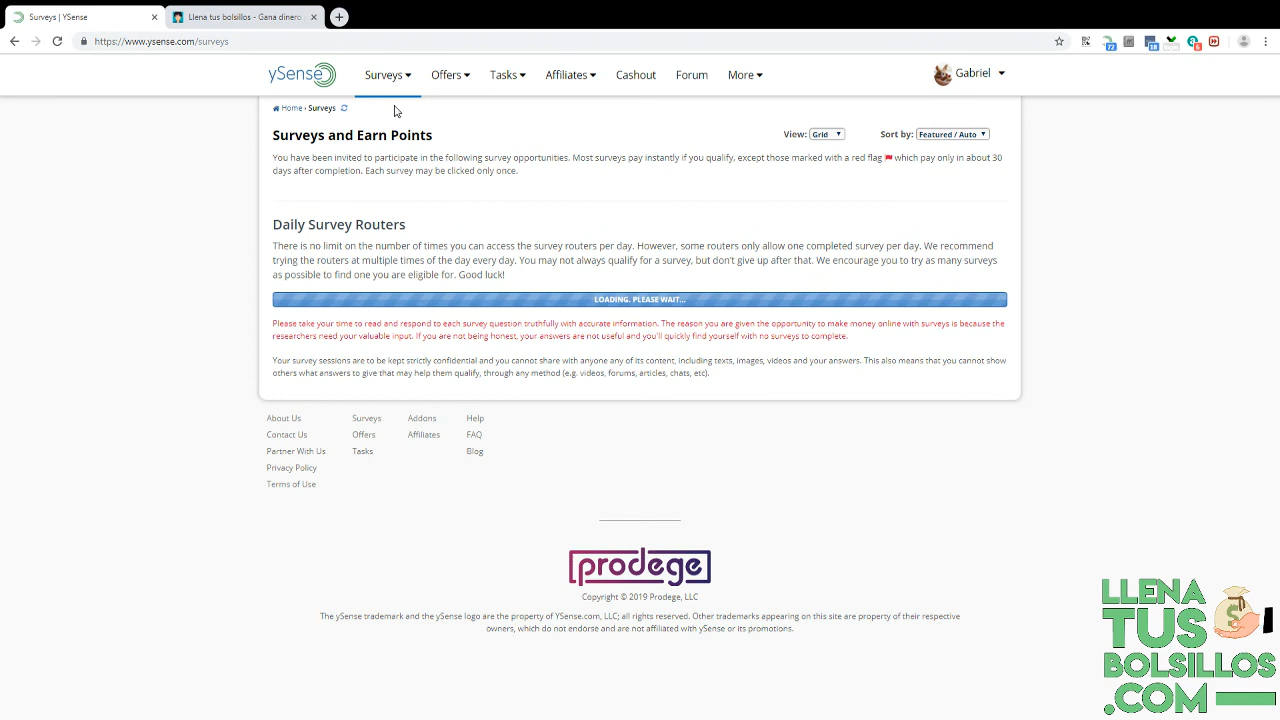 Surveys | YSense
Llena tus bolsillos - Gana dinero
https://www.ysense.com/surveys
72
18
6
ySense
Surveys
Offers
Tasks
Affiliates
Cashout
Forum
More
Gabriel
Home › Surveys
Surveys and Earn Points
View: Grid
Sort by: Featured / Auto
You have been invited to participate in the following survey opportunities. Most surveys pay instantly if you qualify, except those marked with a red flag which pay only in about 30
days after completion. Each survey may be clicked only once.
Daily Survey Routers
There is no limit on the number of times you can access the survey routers per day. However, some routers only allow one completed survey per day. We recommend
trying the routers at multiple times of the day every day. You may not always qualify for a survey, but don't give up after that. We encourage you to try as many surveys
as possible to find one you are eligible for. Good luck!
LOADING. PLEASE WAIT...
Please take your time to read and respond to each survey question truthfully with accurate information. The reason you are given the opportunity to make money online with surveys is because the
researchers need your valuable input. If you are not being honest, your answers are not useful and you'll quickly find yourself with no surveys to complete.
Your survey sessions are to be kept strictly confidential and you cannot share with anyone any of its content, including texts, images, videos and your answers. This also means that you cannot show
others what answers to give that may help them qualify, through any method (e.g. videos, forums, articles, chats, etc).
About Us
Contact Us
Partner With Us
Privacy Policy
Terms of Use
Surveys
Offers
Tasks
Addons
Affiliates
Help
FAQ
Blog
prodege
Copyright © 2019 Prodege, LLC
The ySense trademark and the ySense logo are the property of YSense.com, LLC; all rights reserved. Other trademarks appearing on this site are property of their respective
owners, which do not endorse and are not affiliated with ySense or its promotions.
LLENA
TUS
BOLSILLOS
.COM